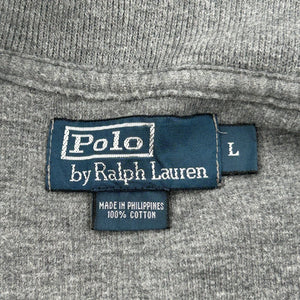 Polo
by Ralph Lauren
L
MADE IN PHILIPPINES
100% COTTON